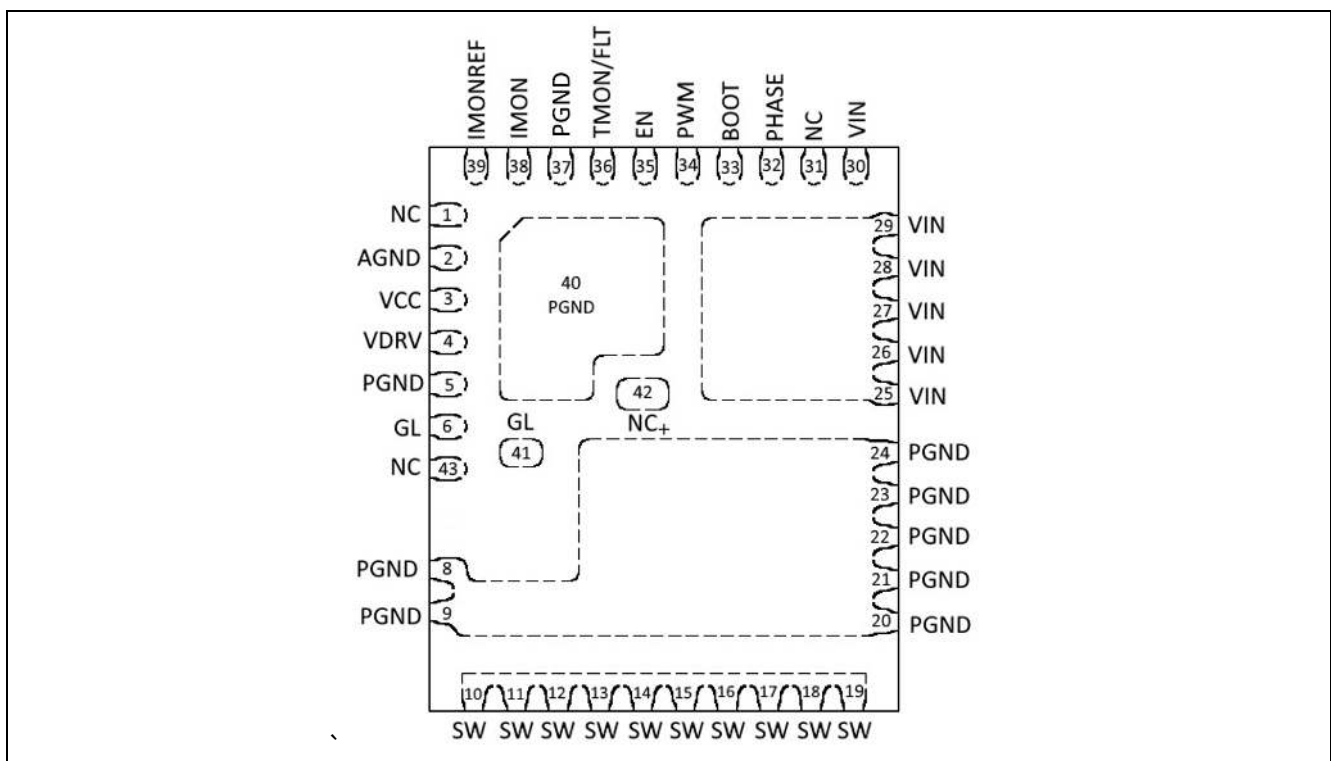 IMONREF
IMON
PGND
TMON/FLT
EN
PWM
BOOT
PHASE
NC
VIN
39 38 37 36 35 34 33 32 31 30
NC 1
AGND 2
VCC 3
VDRV 4
PGND 5
GL 6
NC 43
PGND 8
PGND 9
40
PGND
42
NC+
GL
41
29 VIN
28 VIN
27 VIN
26 VIN
25 VIN
24 PGND
23 PGND
22 PGND
21 PGND
20 PGND
10 11 12 13 14 15 16 17 18 19
SW SW SW SW SW SW SW SW SW SW